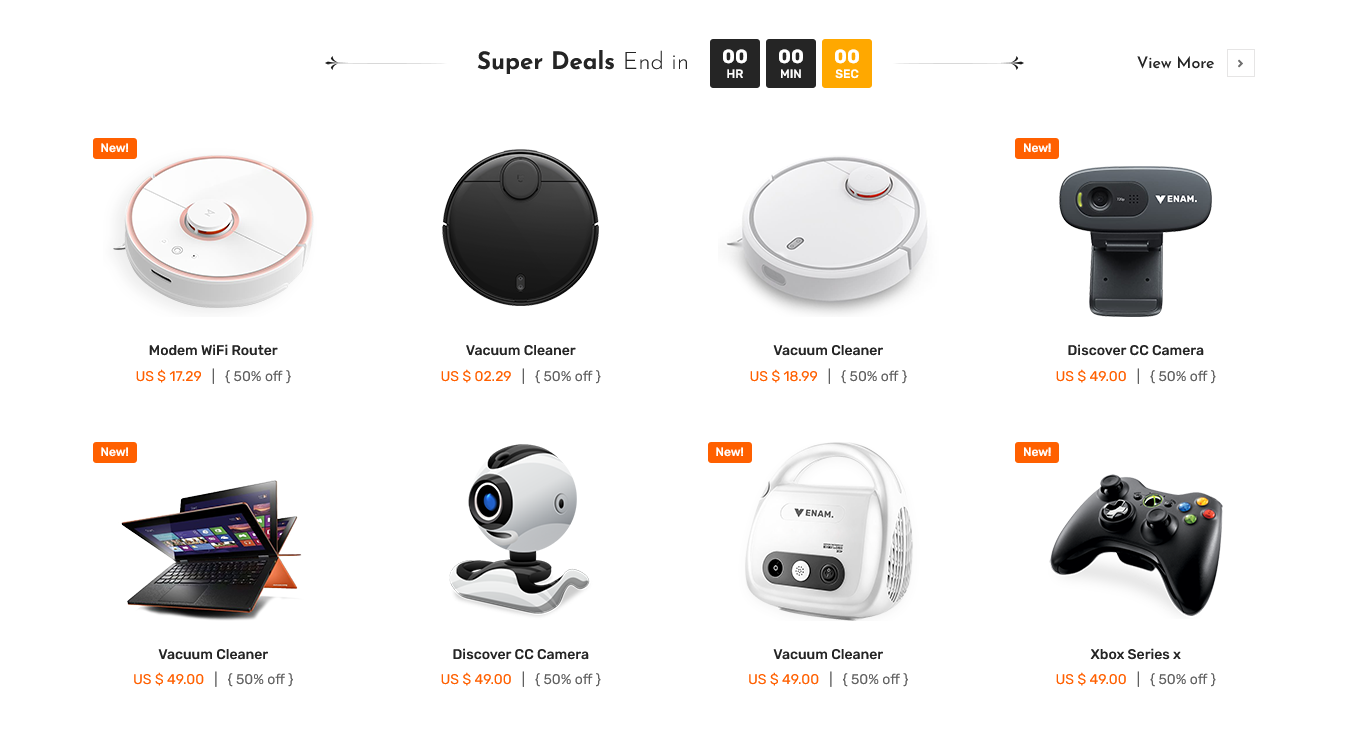 Super Deals End in
00 00 00
HR MIN SEC
View More
New!
New!
ENAM.
Modem WiFi Router
US $ 17.29 | { 50% off }
Vacuum Cleaner
US $ 02.29 | { 50% off }
Vacuum Cleaner
US $ 18.99 | { 50% off }
Discover CC Camera
US $ 49.00 | { 50% off }
New!
New!
New!
ENAM.
Vacuum Cleaner
US $ 49.00 | { 50% off }
Discover CC Camera
US $ 49.00 | { 50% off }
Vacuum Cleaner
US $ 49.00 | { 50% off }
Xbox Series x
US $ 49.00 | { 50% off }